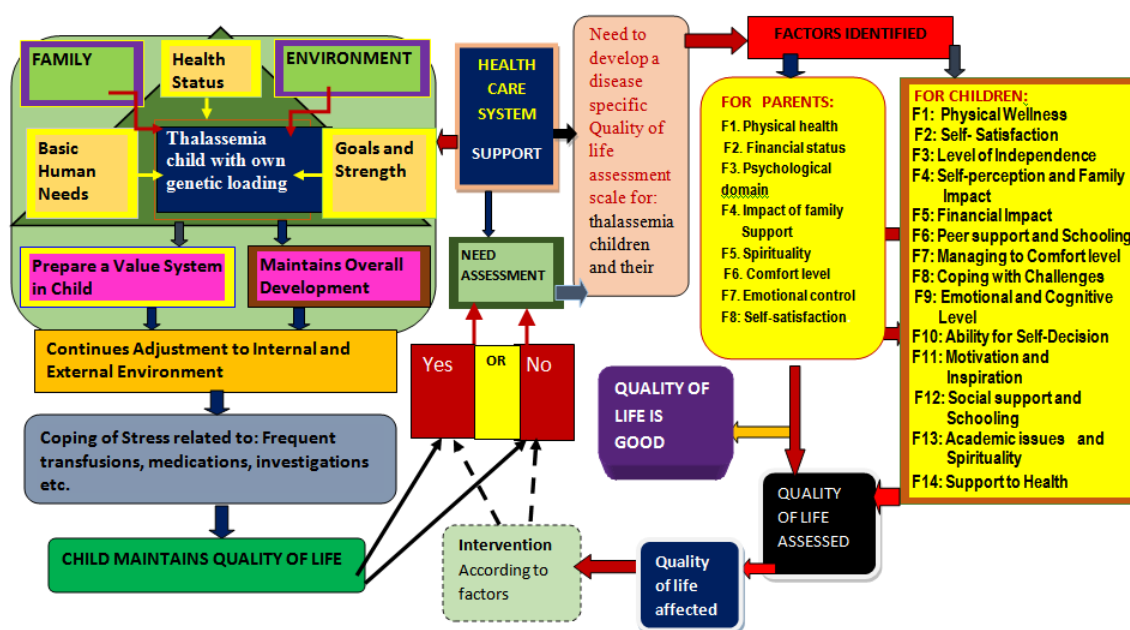 FAMILY
Health
Status
ENVIRONMENT
Basic
Human
Needs
Thalassemia
child with own
genetic loading
Goals and
Strength
Prepare a Value System
in Child
Maintains Overall
Development
Continues Adjustment to Internal and
External Environment
Coping of Stress related to: Frequent
transfusions, medications, investigations
etc.
CHILD MAINTAINS QUALITY OF LIFE
HEALTH
CARE
SYSTEM
SUPPORT
NEED
ASSESSMENT
Yes
OR
No
Intervention
According to
factors
Need to
develop a
disease
specific
Quality of
life
assessment
scale for:
thalassemia
children
and their
FACTORS IDENTIFIED
FOR PARENTS:
F1. Physical health
F2. Financial status
F3. Psychological
domain
F4. Impact of family
Support
F5. Spirituality
F6. Comfort level
F7. Emotional control
F8: Self-satisfaction
FOR CHILDREN:
F1: Physical Wellness
F2: Self- Satisfaction
F3: Level of Independence
F4: Self-perception and Family
Impact
F5: Financial Impact
F6: Peer support and Schooling
F7: Managing to Comfort level
F8: Coping with Challenges
F9: Emotional and Cognitive
Level
F10: Ability for Self-Decision
F11: Motivation and
Inspiration
F12: Social support and
Schooling
F13: Academic issues and
Spirituality
F14: Support to Health
QUALITY OF
LIFE IS
GOOD
QUALITY
OF LIFE
ASSESSED
Quality
of life
affected